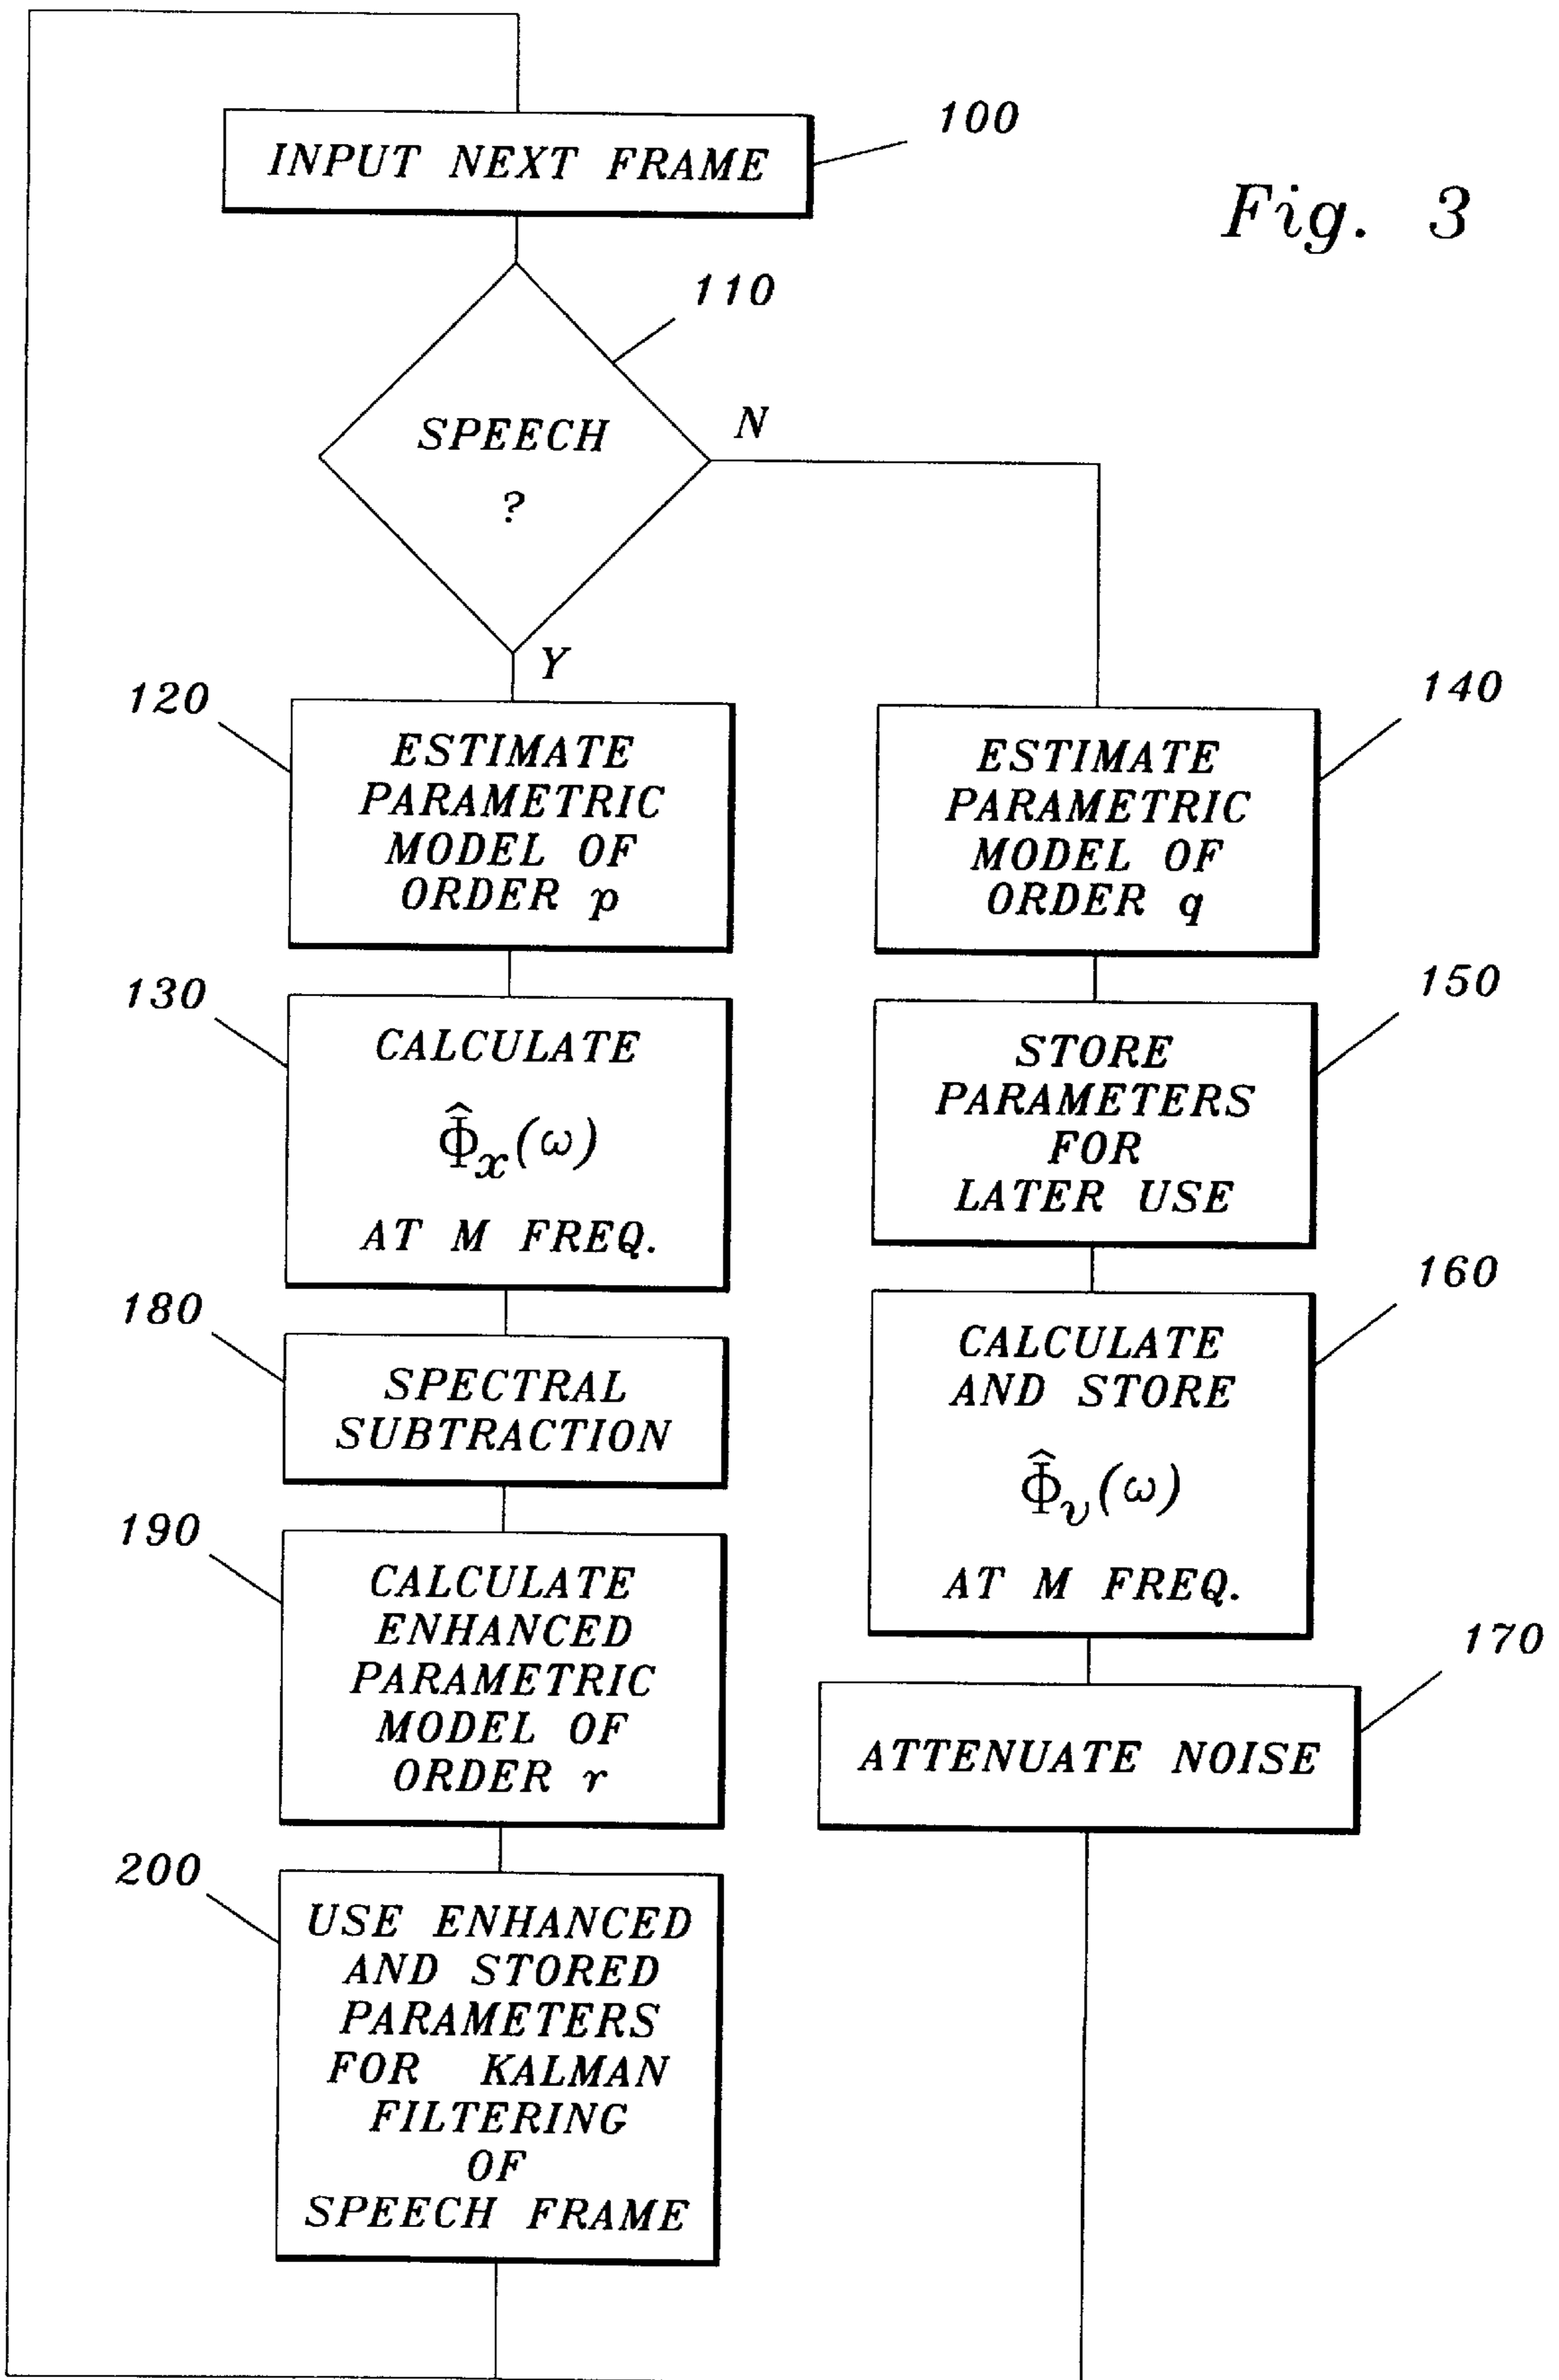 100
INPUT NEXT FRAME
Fig. 3
110
SPEECH
?
N
Y
120
ESTIMATE
PARAMETRIC
MODEL OF
ORDER p
130
CALCULATE
Φ̂x(ω)
AT M FREQ.
180
SPECTRAL
SUBTRACTION
190
CALCULATE
ENHANCED
PARAMETRIC
MODEL OF
ORDER r
200
USE ENHANCED
AND STORED
PARAMETERS
FOR KALMAN
FILTERING
OF
SPEECH FRAME
140
ESTIMATE
PARAMETRIC
MODEL OF
ORDER q
150
STORE
PARAMETERS
FOR
LATER USE
160
CALCULATE
AND STORE
Φ̂v(ω)
AT M FREQ.
170
ATTENUATE NOISE